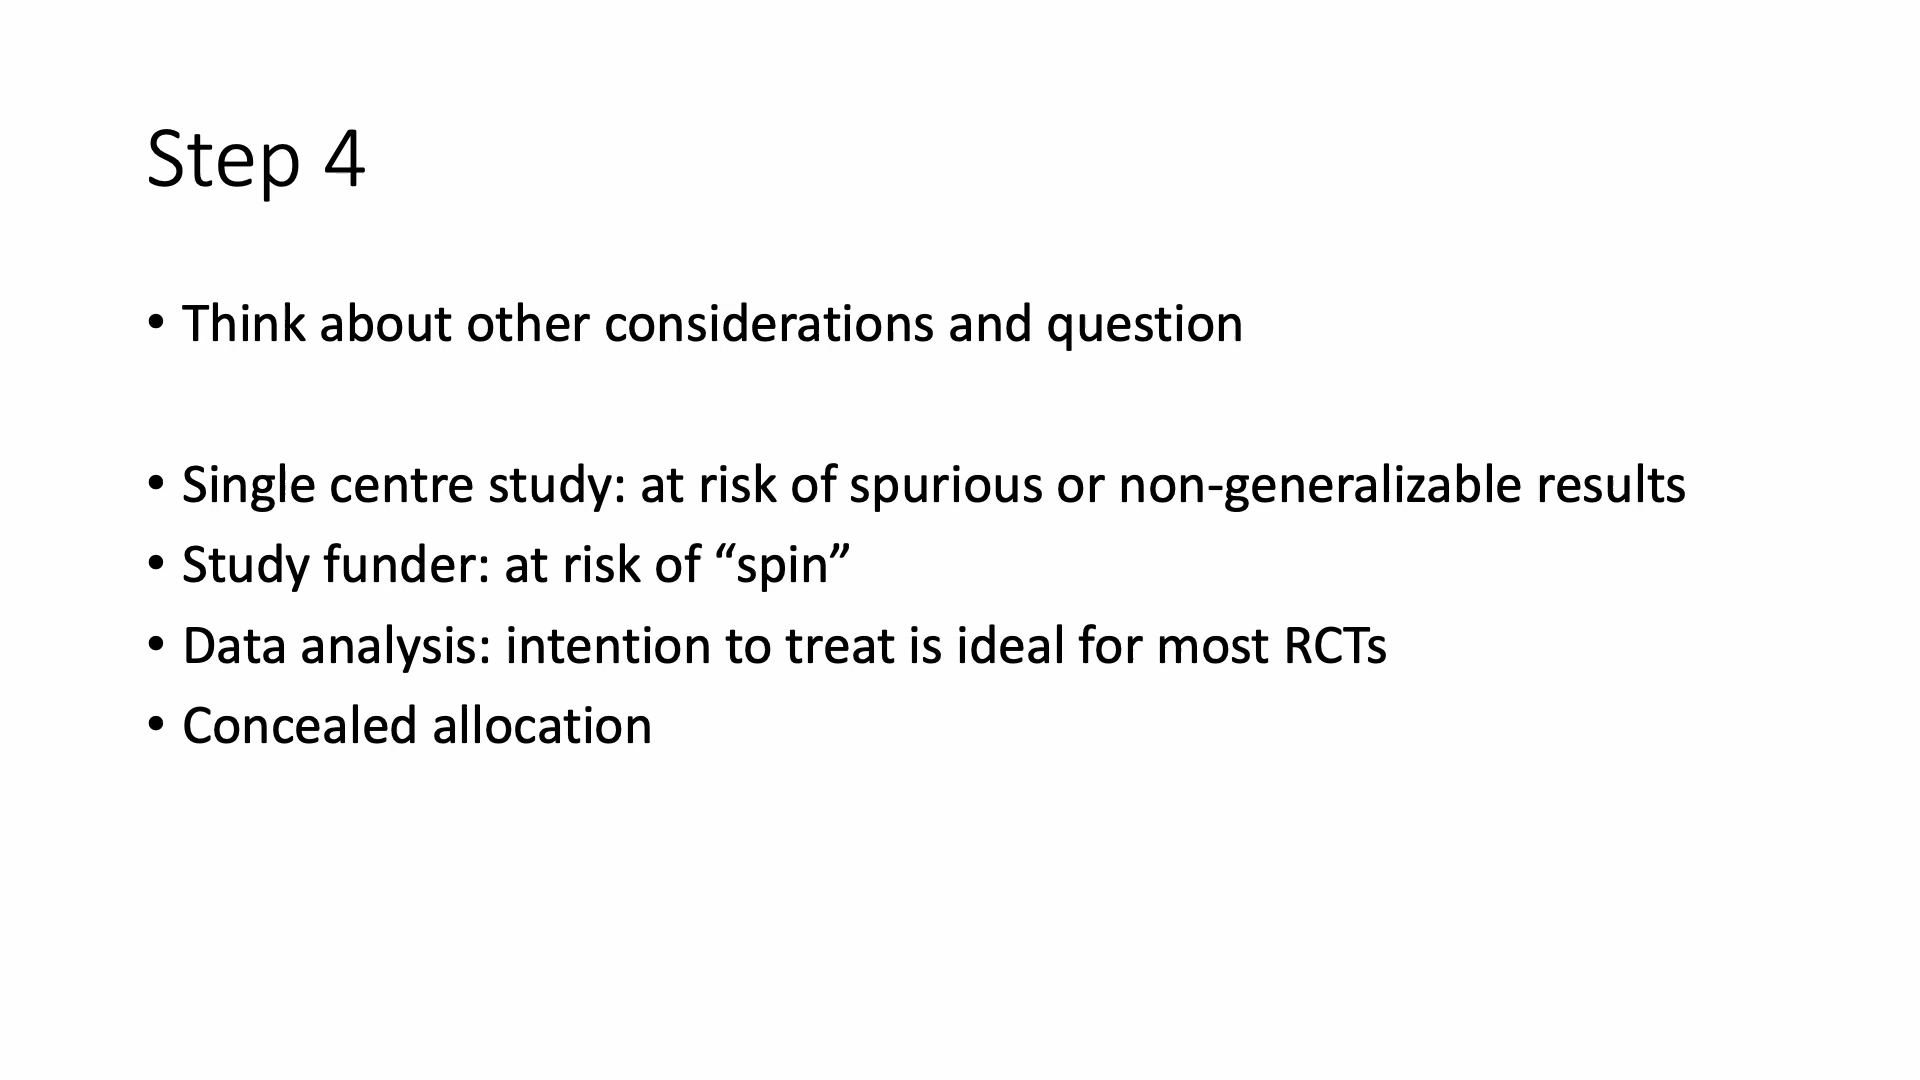 Step 4
• Think about other considerations and question
• Single centre study: at risk of spurious or non-generalizable results
• Study funder: at risk of “spin”
• Data analysis: intention to treat is ideal for most RCTs
• Concealed allocation